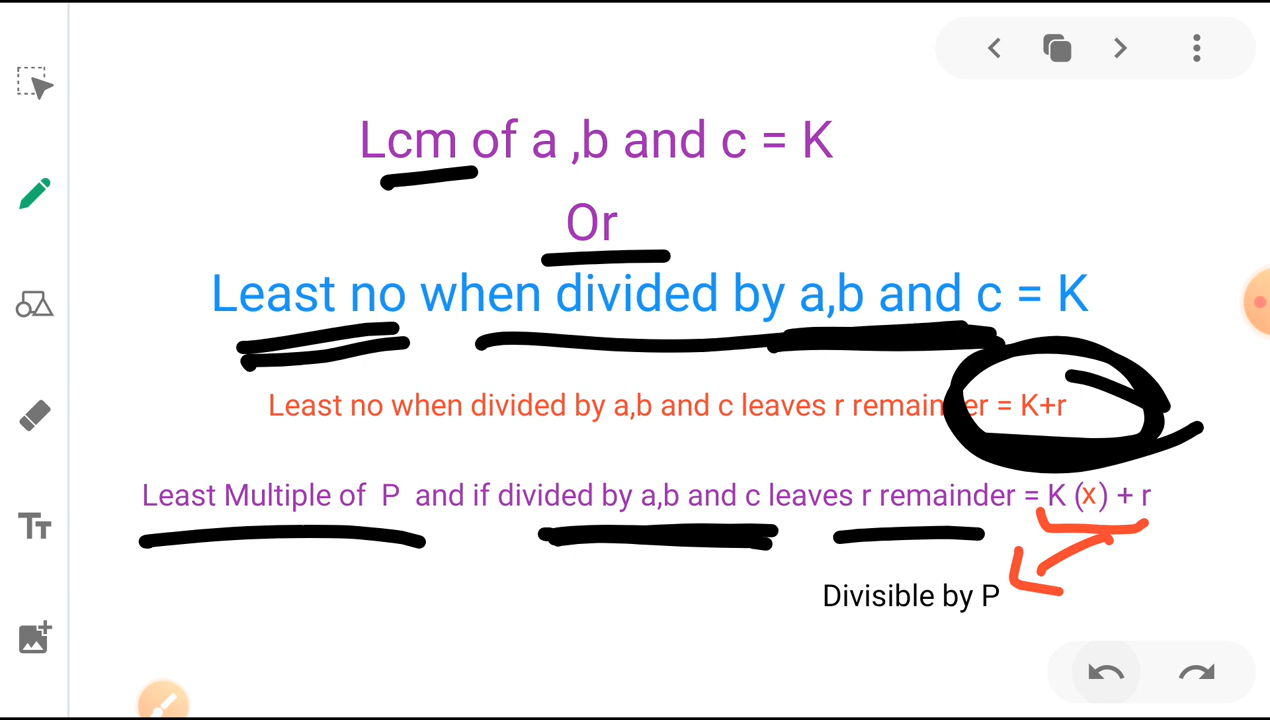 Lcm of a ,b and c = K
Or
Least no when divided by a,b and c = K
Least no when divided by a,b and c leaves r remainder = K+r
Least Multiple of P and if divided by a,b and c leaves r remainder = K (x) + r
Divisible by P
TT